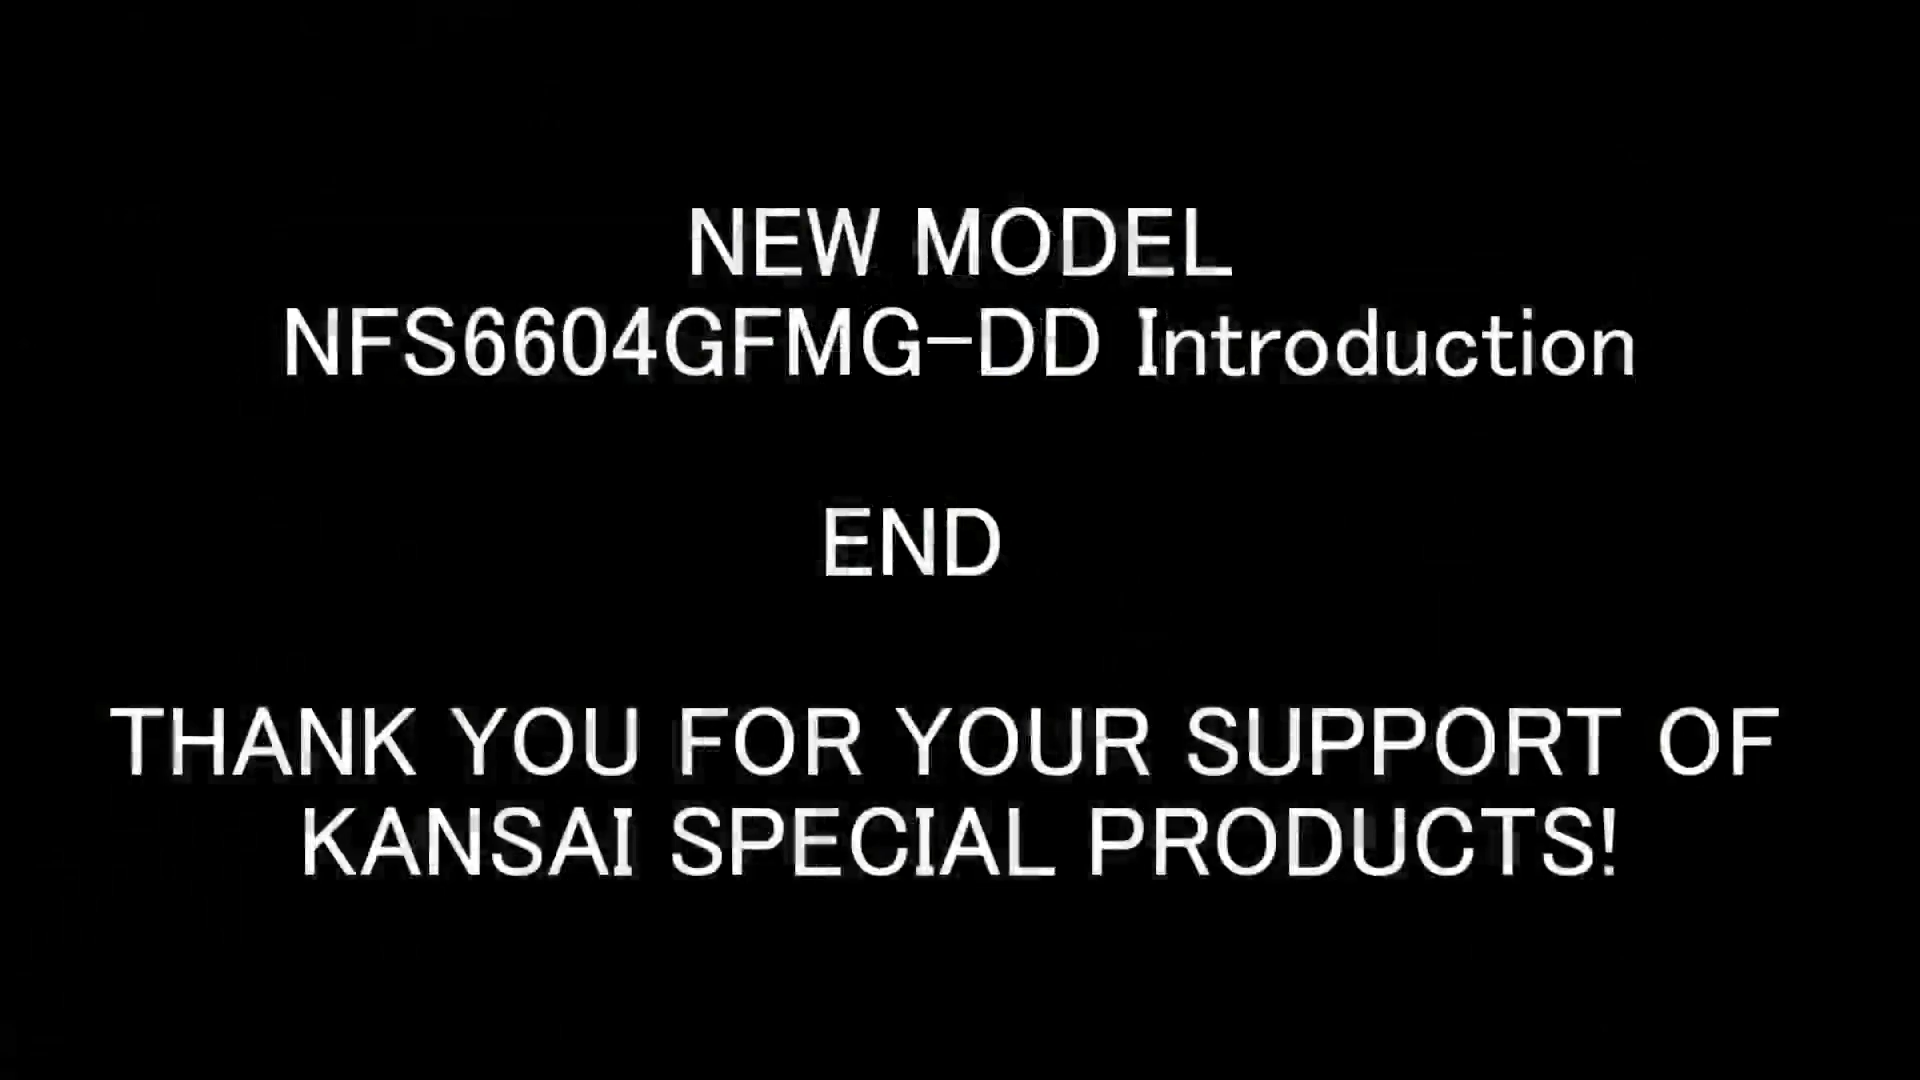 NEW MODEL
NFS6604GFMG-DD Introduction
END
THANK YOU FOR YOUR SUPPORT OF
KANSAI SPECIAL PRODUCTS!